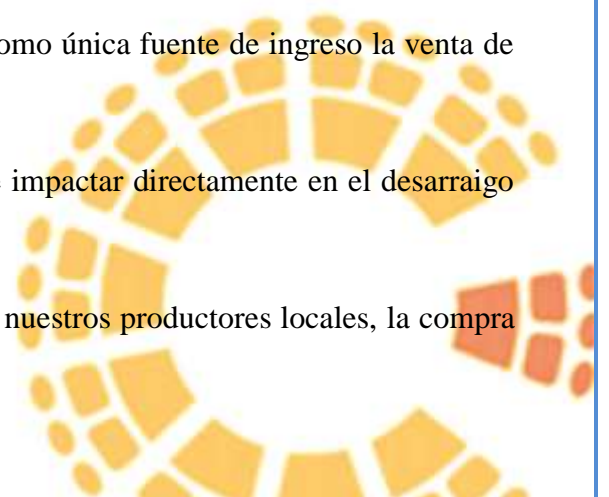 omo única fuente de ingreso la venta de
impactar directamente en el desarraigo
nuestros productores locales, la compra